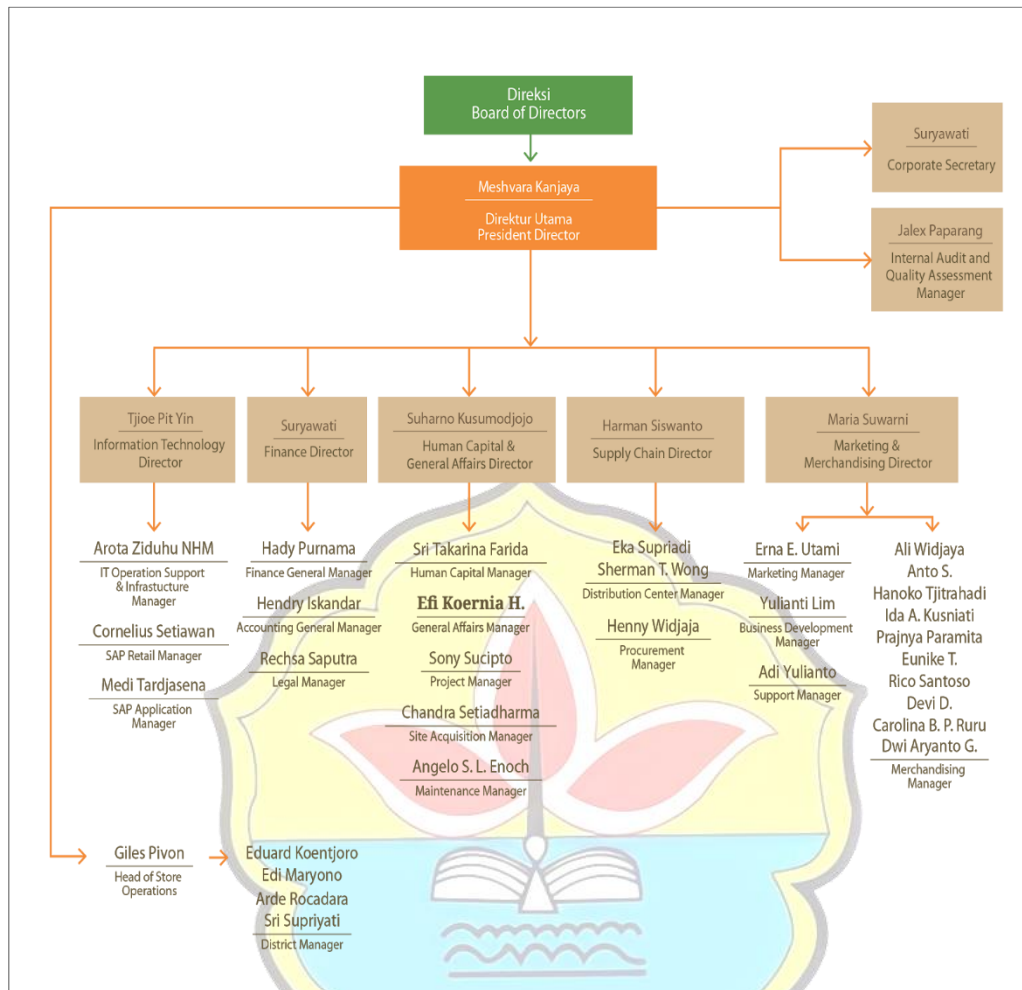 Direksi
Board of Directors
Suryawati
Corporate Secretary
Meshvara Kanjaya
Direktur Utama
President Director
Jalex Paparang
Internal Audit and
Quality Assessment
Manager
Tjioe Pit Yin
Information Technology
Director
Suryawati
Finance Director
Suharno Kusumodjojo
Human Capital &
General Affairs Director
Harman Siswanto
Supply Chain Director
Maria Suwarni
Marketing &
Merchandising Director
Arota Ziduhu NHM
IT Operation Support
& Infrastucture
Manager
Cornelius Setiawan
SAP Retail Manager
Medi Tardjasena
SAP Application
Manager
Hady Purnama
Finance General Manager
Hendry Iskandar
Accounting General Manager
Rechsa Saputra
Legal Manager
Sri Takarina Farida
Human Capital Manager
Efi Koernia H.
General Affairs Manager
Sony Sucipto
Project Manager
Chandra Setiadharma
Site Acquisition Manager
Angelo S. L. Enoch
Maintenance Manager
Eka Supriadi
Sherman T. Wong
Distribution Center Manager
Henny Widjaja
Procurement
Manager
Erna E. Utami
Marketing Manager
Yulianti Lim
Business Development
Manager
Adi Yulianto
Support Manager
Ali Widjaya
Anto S.
Hanoko Tjitrahadi
Ida A. Kusniati
Prajnya Paramita
Eunike T.
Rico Santoso
Devi D.
Carolina B. P. Ruru
Dwi Aryanto G.
Merchandising
Manager
Giles Pivon
Head of Store
Operations
Eduard Koentjoro
Edi Maryono
Arde Rocadara
Sri Supriyati
District Manager